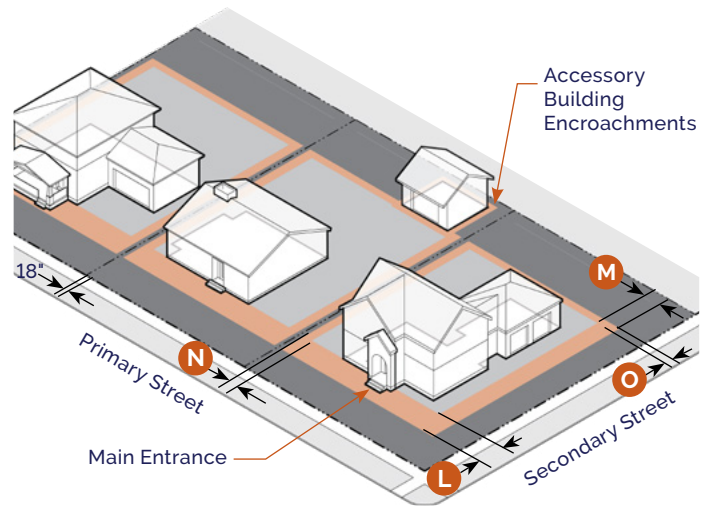 Accessory
Building
Encroachments
M
18"
Primary Street
N
O
Secondary Street
Main Entrance
L